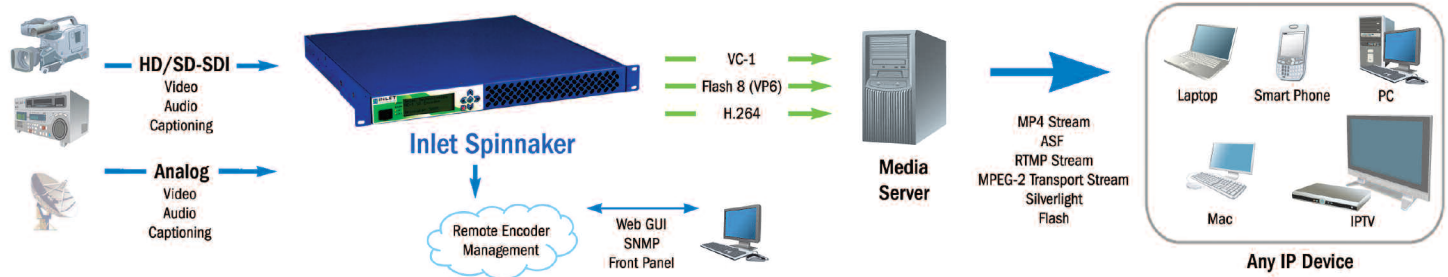 HD/SD-SDI
Video
Audio
Captioning
Analog
Video
Audio
Captioning
INLET
Inlet Spinnaker
Remote Encoder
Management
Web GUI
SNMP
Front Panel
VC-1
Flash 8 (VP6)
H.264
Media
Server
MP4 Stream
ASF
RTMP Stream
MPEG-2 Transport Stream
Silverlight
Flash
Laptop
Smart Phone
PC
Mac
IPTV
Any IP Device